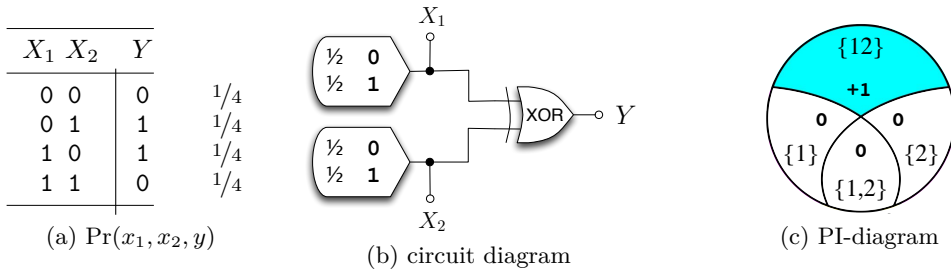 X₁ X₂ Y
0 0 0 1/4
0 1 1 1/4
1 0 1 1/4
1 1 0 1/4
(a) Pr(x₁, x₂, y)
X₁
½ 0
½ 1
XOR
Y
½ 0
½ 1
X₂
(b) circuit diagram
{12}
+1
0 0
{1} 0 {2}
{1,2}
(c) PI-diagram